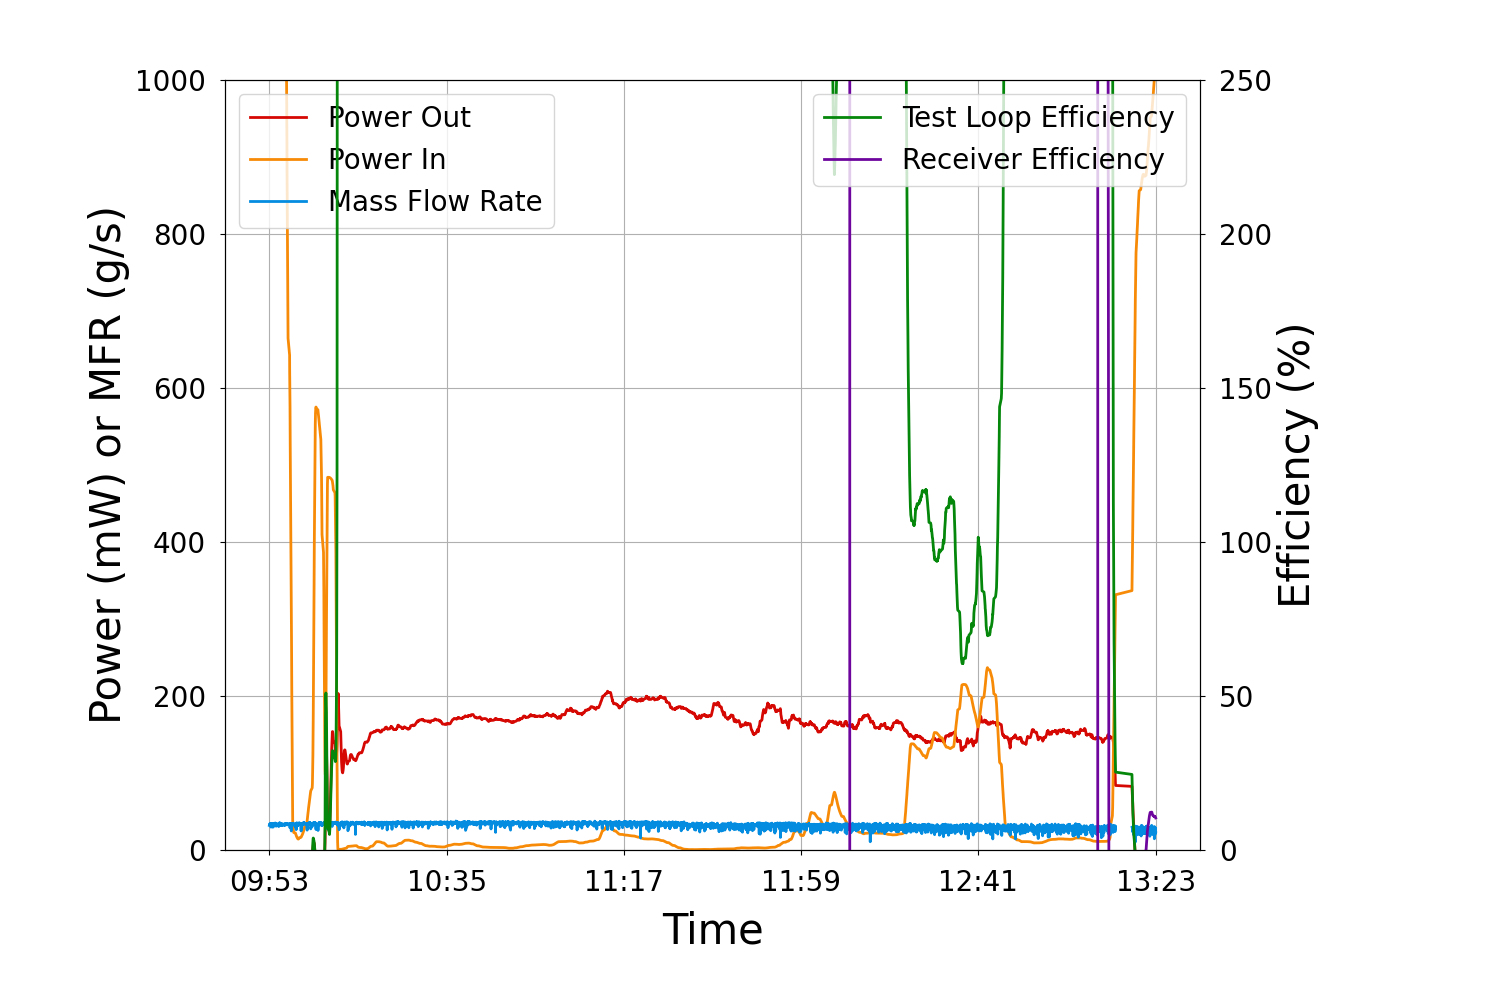 Power Out
Power In
Mass Flow Rate
Test Loop Efficiency
Receiver Efficiency
1000
800
600
400
200
0
Power (mW) or MFR (g/s)
250
200
150
100
50
0
Efficiency (%)
09:53
10:35
11:17
11:59
12:41
13:23
Time